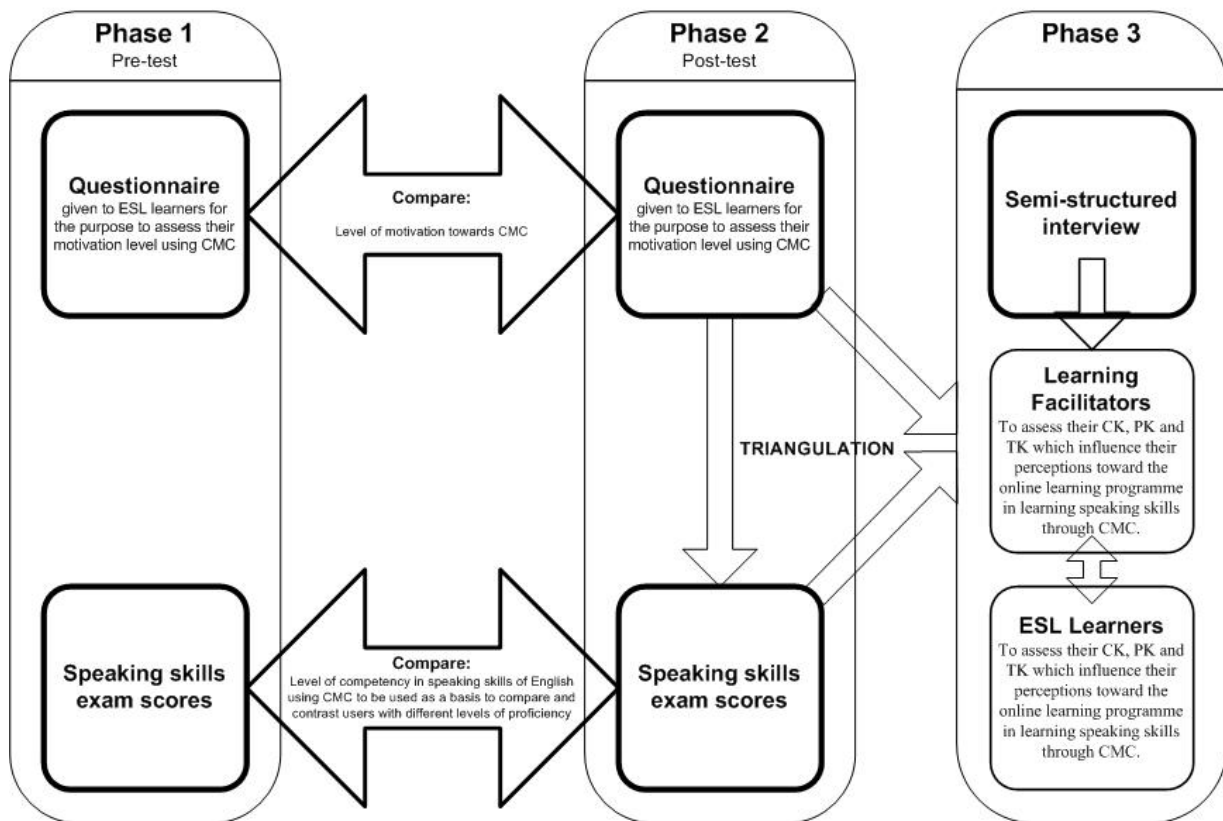 Phase 1
Pre-test
Questionnaire
given to ESL learners for
the purpose to assess their
motivation level using CMC
Speaking skills
exam scores
Compare:
Level of motivation towards CMC
Compare:
Level of competency in speaking skills of English
using CMC to be used as a basis to compare and
contrast users with different levels of proficiency
Phase 2
Post-test
Questionnaire
given to ESL learners for
the purpose to assess their
motivation level using CMC
TRIANGULATION
Speaking skills
exam scores
Phase 3
Semi-structured
interview
Learning
Facilitators
To assess their CK, PK and
TK which influence their
perceptions toward the
online learning programme
in learning speaking skills
through CMC.
ESL Learners
To assess their CK, PK and
TK which influence their
perceptions toward the
online learning programme
in learning speaking skills
through CMC.